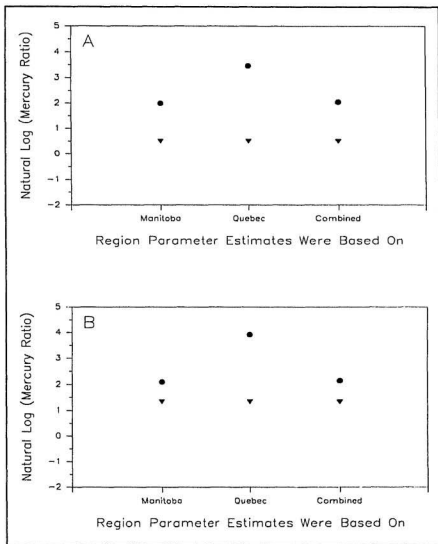 A
Natural Log (Mercury Ratio)
5
4
3
2
1
0
-1
-2
Manitoba Quebec Combined
Region Parameter Estimates Were Based On
B
Natural Log (Mercury Ratio)
5
4
3
2
1
0
-1
-2
Manitoba Quebec Combined
Region Parameter Estimates Were Based On